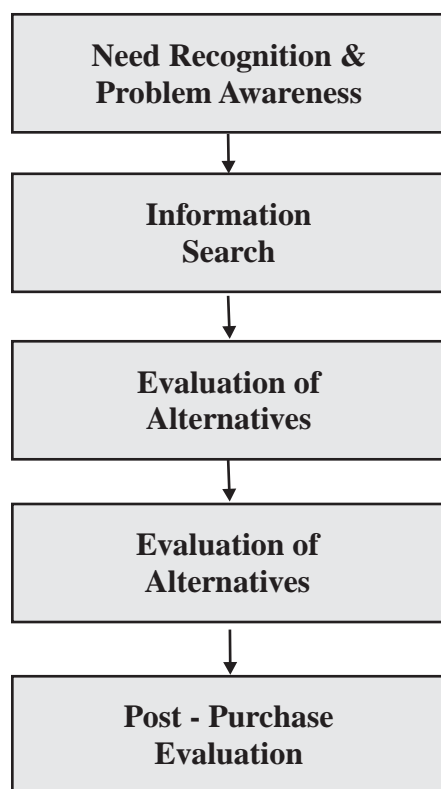 Need Recognition &
Problem Awareness
Information
Search
Evaluation of
Alternatives
Evaluation of
Alternatives
Post - Purchase
Evaluation